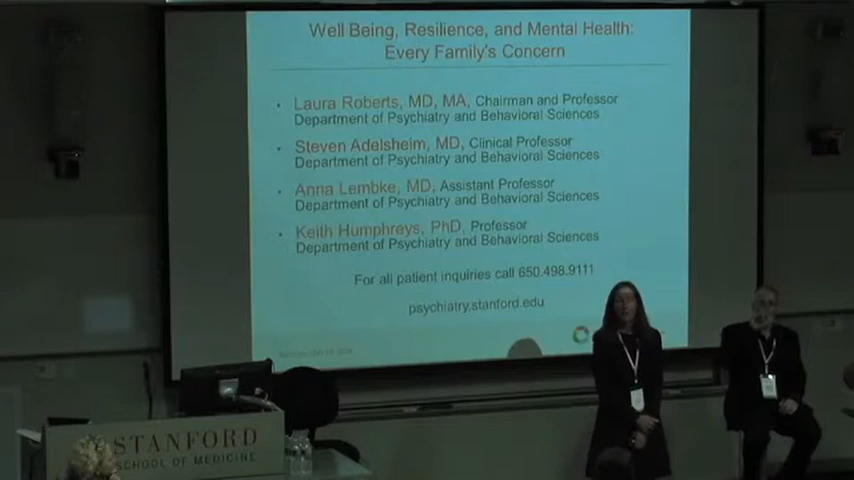 Well Being, Resilience, and Mental Health:
Every Family's Concern
• Laura Roberts, MD, MA, Chairman and Professor
Department of Psychiatry and Behavioral Sciences
• Steven Adelsheim, MD, Clinical Professor
Department of Psychiatry and Behavioral Sciences
• Anna Lembke, MD, Assistant Professor
Department of Psychiatry and Behavioral Sciences
• Keith Humphreys, PhD, Professor
Department of Psychiatry and Behavioral Sciences
For all patient inquiries call 650.498.9111
psychiatry.stanford.edu
STANFORD
SCHOOL OF MEDICINE